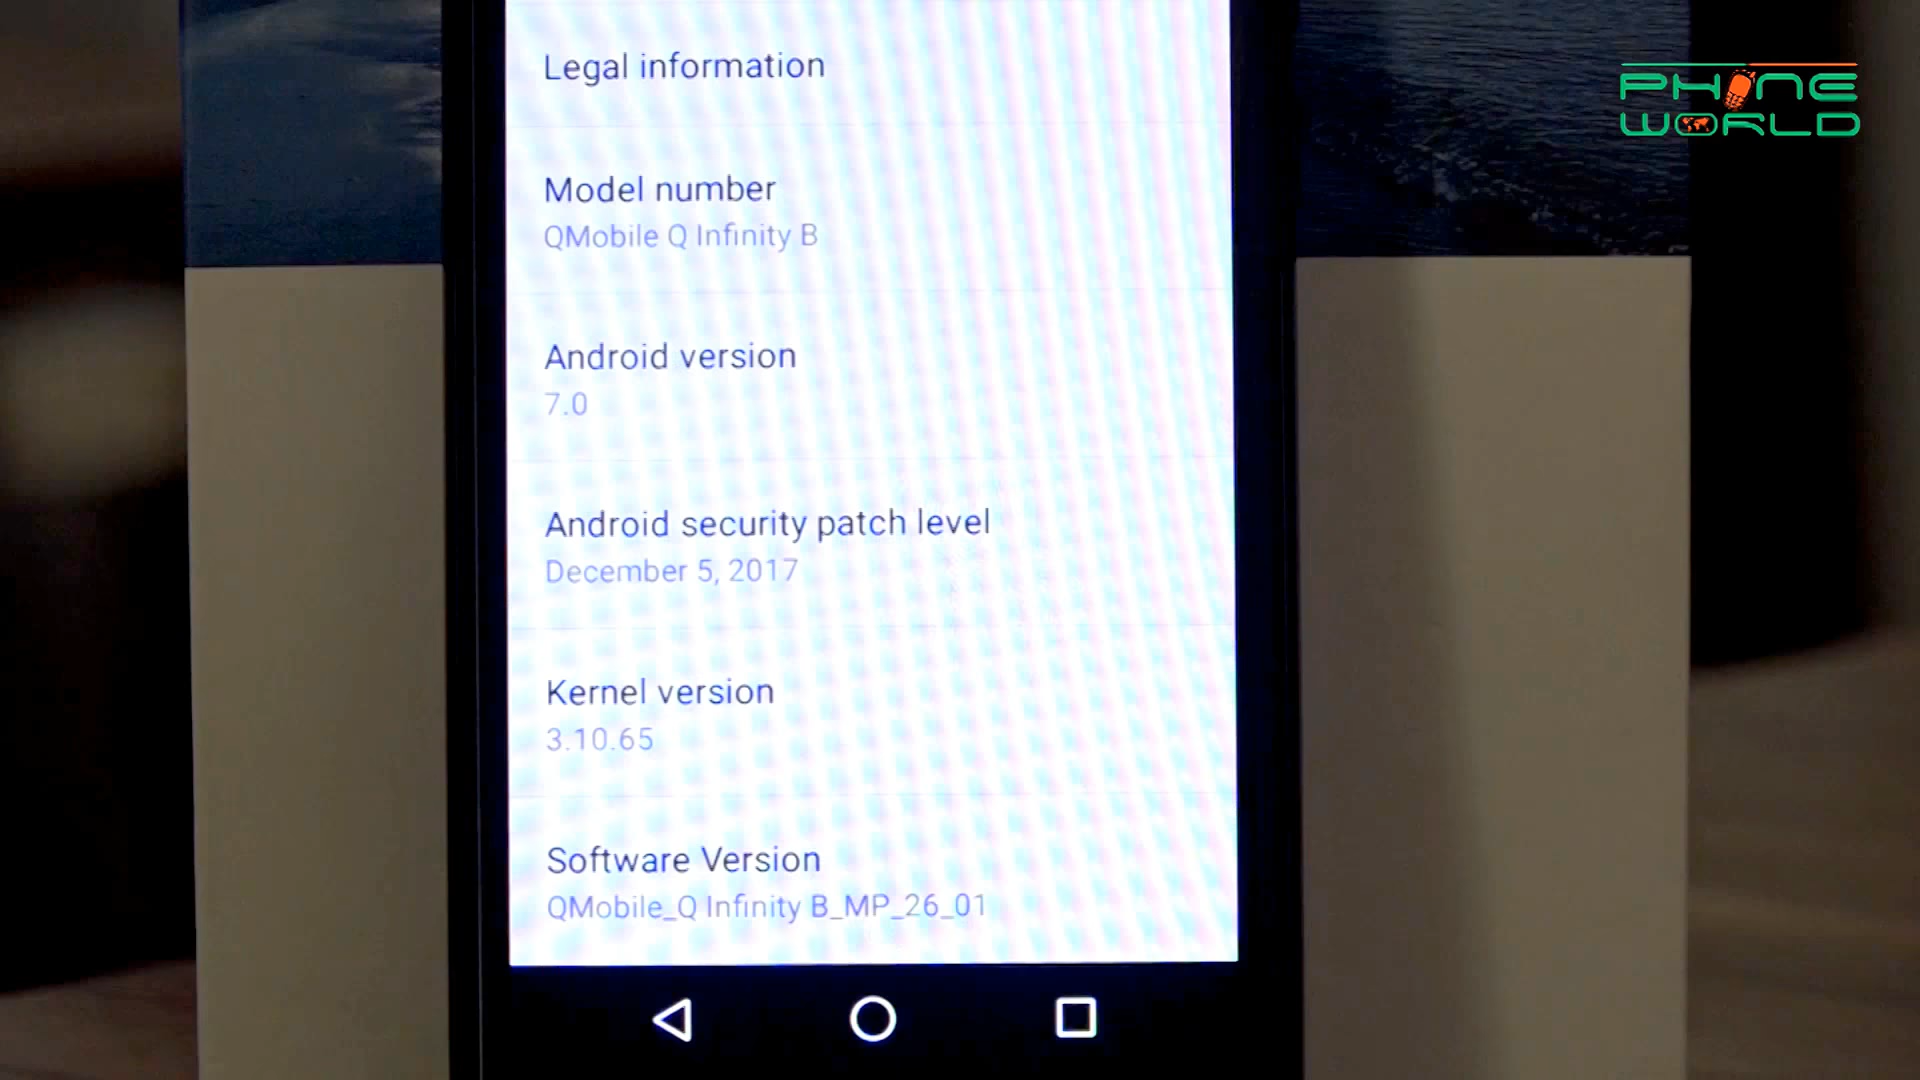 Legal information
PHONE
WORLD
Model number
QMobile Q Infinity B
Android version
7.0
Android security patch level
December 5, 2017
Kernel version
3.10.65
Software Version
QMobile_Q Infinity B_MP_26_01